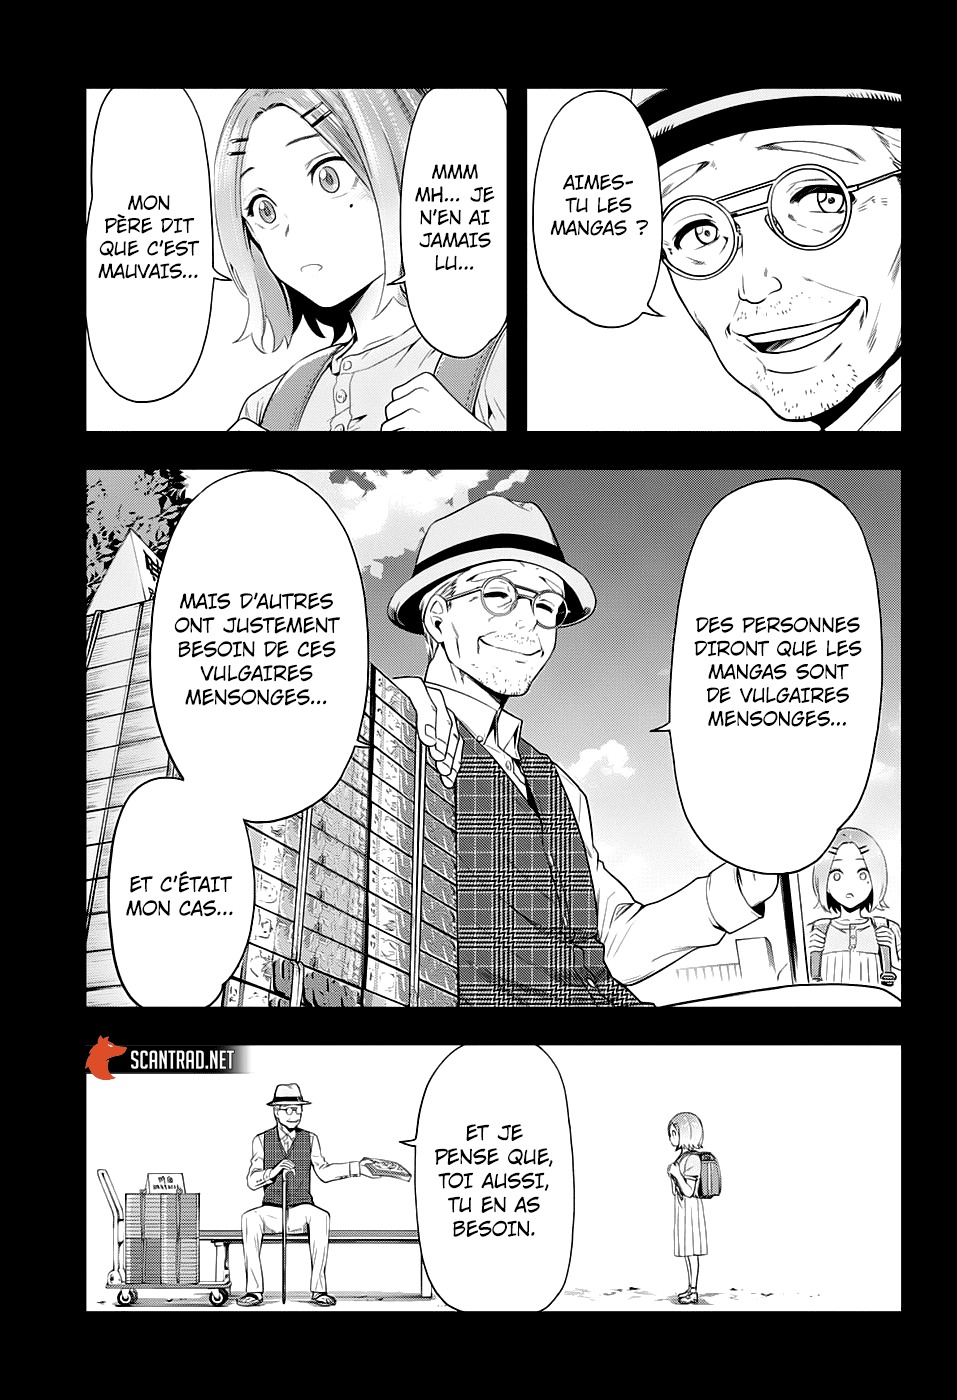 AIMES-
TU LES
MANGAS ?
MMM
MH... JE
N'EN AI
JAMAIS
LU...
MON
PÈRE DIT
QUE C'EST
MAUVAIS...
DES PERSONNES
DIRONT QUE LES
MANGAS SONT
DE VULGAIRES
MENSONGES...
MAIS D'AUTRES
ONT JUSTEMENT
BESOIN DE CES
VULGAIRES
MENSONGES...
ET C'ÉTAIT
MON CAS...
SCANTRAD.NET
ET JE
PENSE QUE,
TOI AUSSI,
TU EN AS
BESOIN.